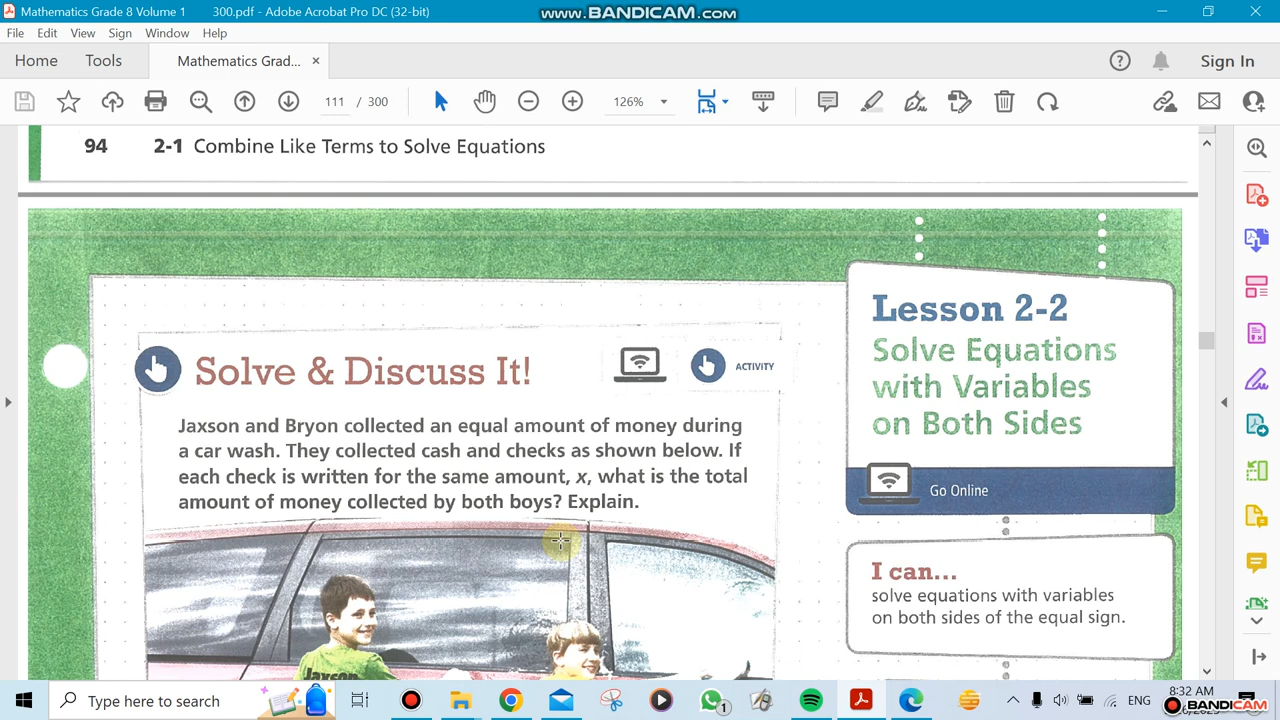 Mathematics Grade 8 Volume 1 300.pdf - Adobe Acrobat Pro DC (32-bit)
www.BANDICAM.com
File Edit View Sign Window Help
Home Tools Mathematics Grad... × Sign In
111 / 300 126%
94 2-1 Combine Like Terms to Solve Equations
Lesson 2-2
Solve Equations
with Variables
on Both Sides
Go Online
Solve & Discuss It!
ACTIVITY
Jaxson and Bryon collected an equal amount of money during
a car wash. They collected cash and checks as shown below. If
each check is written for the same amount, x, what is the total
amount of money collected by both boys? Explain.
I can...
solve equations with variables
on both sides of the equal sign.
Jaxson
Type here to search
1
ENG
8:32 AM
BANDICAM